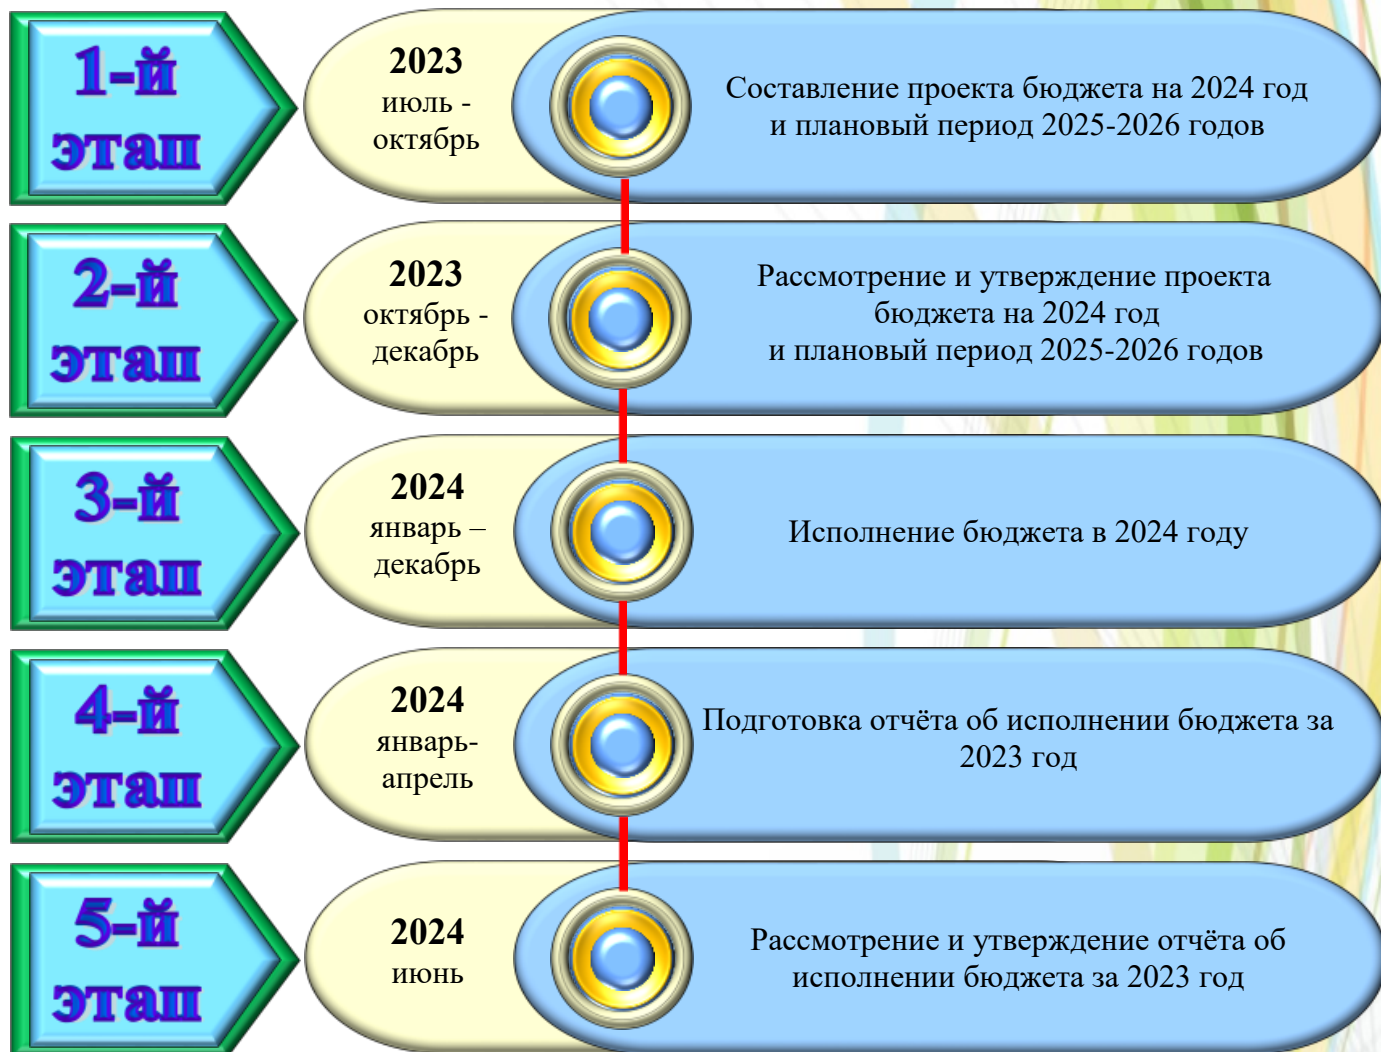 1-й
этап
2023
июль -
октябрь
Составление проекта бюджета на 2024 год
и плановый период 2025-2026 годов
2-й
этап
2023
октябрь -
декабрь
Рассмотрение и утверждение проекта
бюджета на 2024 год
и плановый период 2025-2026 годов
3-й
этап
2024
январь –
декабрь
Исполнение бюджета в 2024 году
4-й
этап
2024
январь-
апрель
Подготовка отчёта об исполнении бюджета за
2023 год
5-й
этап
2024
июнь
Рассмотрение и утверждение отчёта об
исполнении бюджета за 2023 год